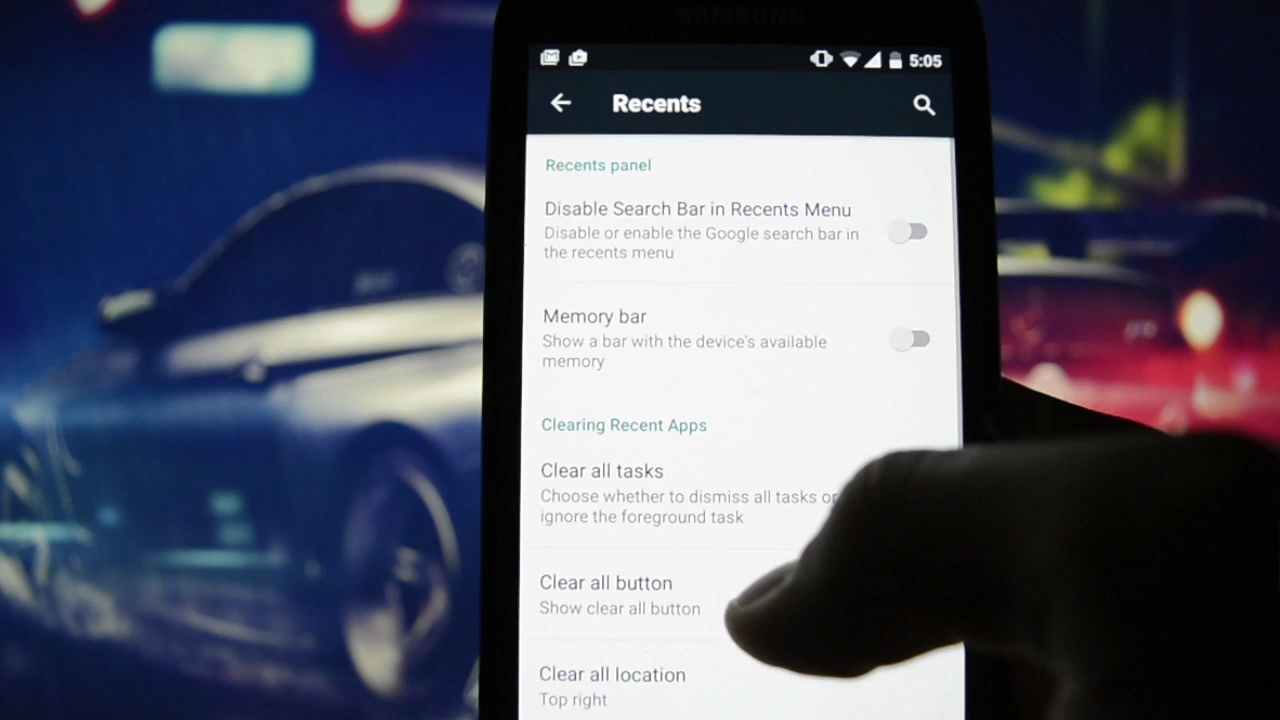 SAMSUNG
5:05
Recents
Recents panel
Disable Search Bar in Recents Menu
Disable or enable the Google search bar in
the recents menu
Memory bar
Show a bar with the device's available
memory
Clearing Recent Apps
Clear all tasks
Choose whether to dismiss all tasks or
ignore the foreground task
Clear all button
Show clear all button
Clear all location
Top right